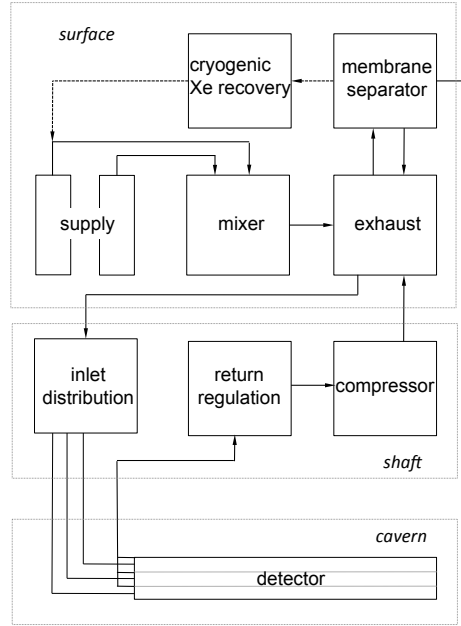 surface
cryogenic
Xe recovery
membrane
separator
supply
mixer
exhaust
inlet
distribution
return
regulation
compressor
shaft
cavern
detector